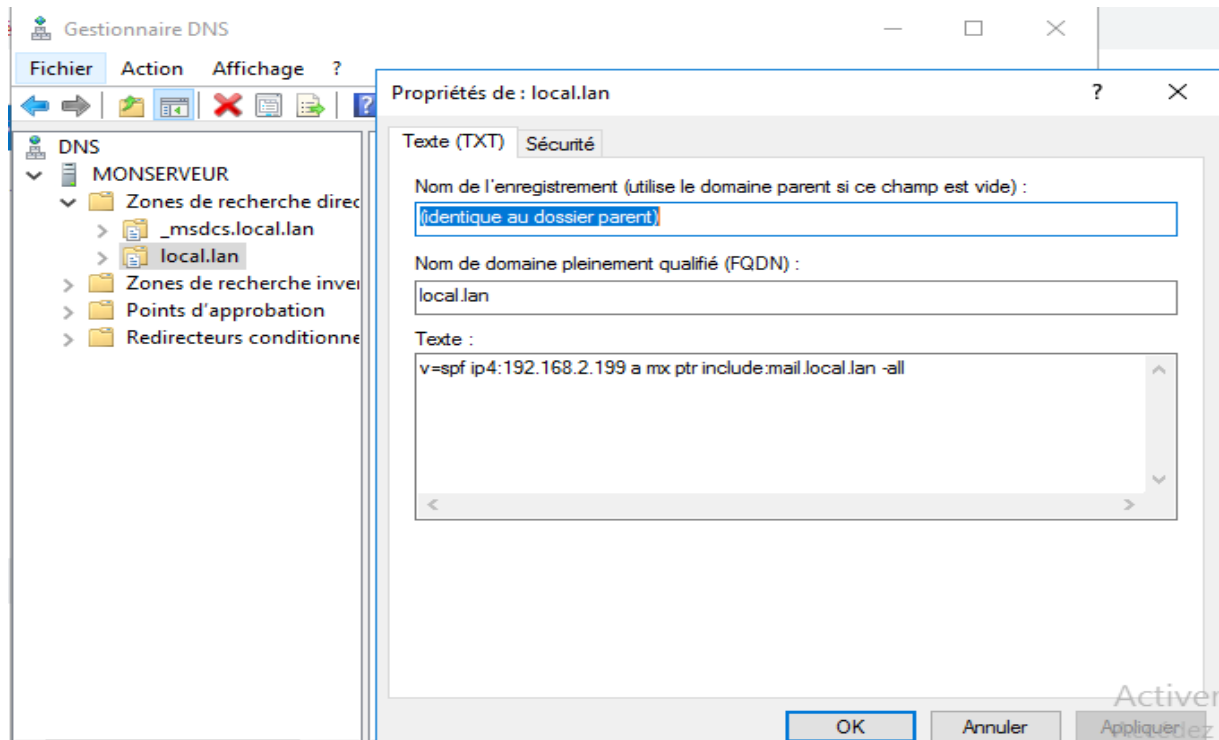 Gestionnaire DNS
Fichier Action Affichage ?
Propriétés de : local.lan
?
Texte (TXT) Sécurité
DNS
MONSERVEUR
Zones de recherche direc
_msdcs.local.lan
local.lan
Zones de recherche inver
Points d'approbation
Redirecteurs conditionne
Nom de l'enregistrement (utilise le domaine parent si ce champ est vide) :
(identique au dossier parent)
Nom de domaine pleinement qualifié (FQDN) :
local.lan
Texte :
v=spf ip4:192.168.2.199 a mx ptr include:mail.local.lan -all
Activer
OK Annuler Appliquer